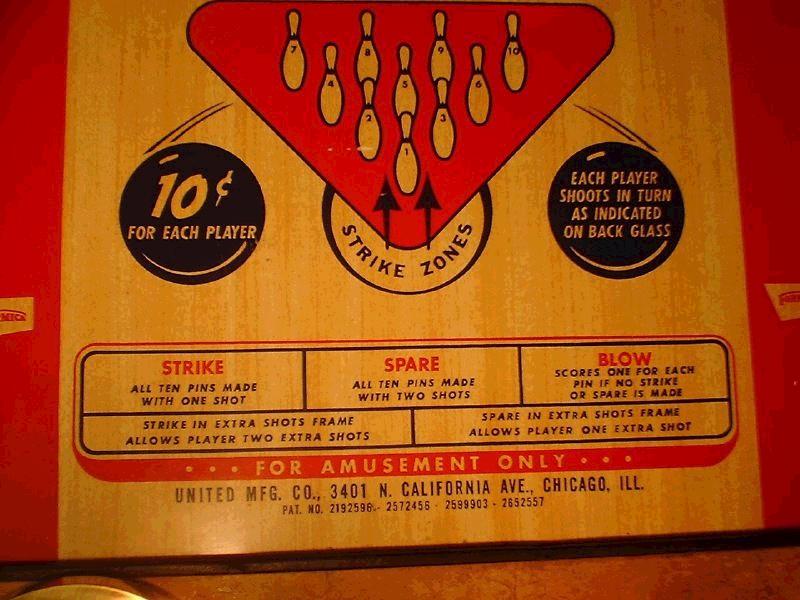 7 8 9 10
4 5 6
2 3
1
10¢
FOR EACH PLAYER
EACH PLAYER
SHOOTS IN TURN
AS INDICATED
ON BACK GLASS
STRIKE ZONES
STRIKE
ALL TEN PINS MADE
WITH ONE SHOT
SPARE
ALL TEN PINS MADE
WITH TWO SHOTS
BLOW
SCORES ONE FOR EACH
PIN IF NO STRIKE
OR SPARE IS MADE
STRIKE IN EXTRA SHOTS FRAME
ALLOWS PLAYER TWO EXTRA SHOTS
SPARE IN EXTRA SHOTS FRAME
ALLOWS PLAYER ONE EXTRA SHOT
• • • FOR AMUSEMENT ONLY • • •
UNITED MFG. CO., 3401 N. CALIFORNIA AVE., CHICAGO, ILL.
PAT. NO. 2192596 - 2572456 - 2599903 - 2652557